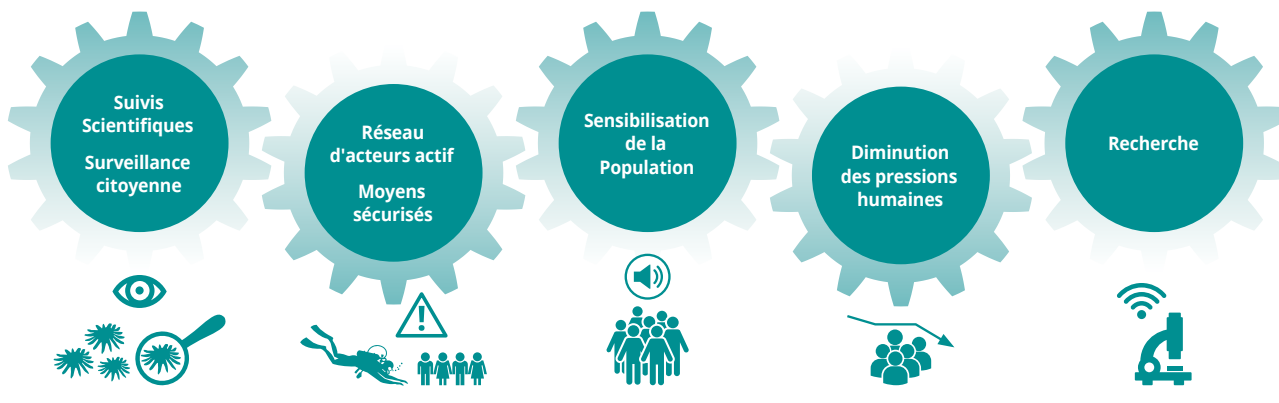 Suivis
Scientifiques
Surveillance
citoyenne
Réseau
d'acteurs actif
Moyens
sécurisés
Sensibilisation
de la
Population
Diminution
des pressions
humaines
Recherche